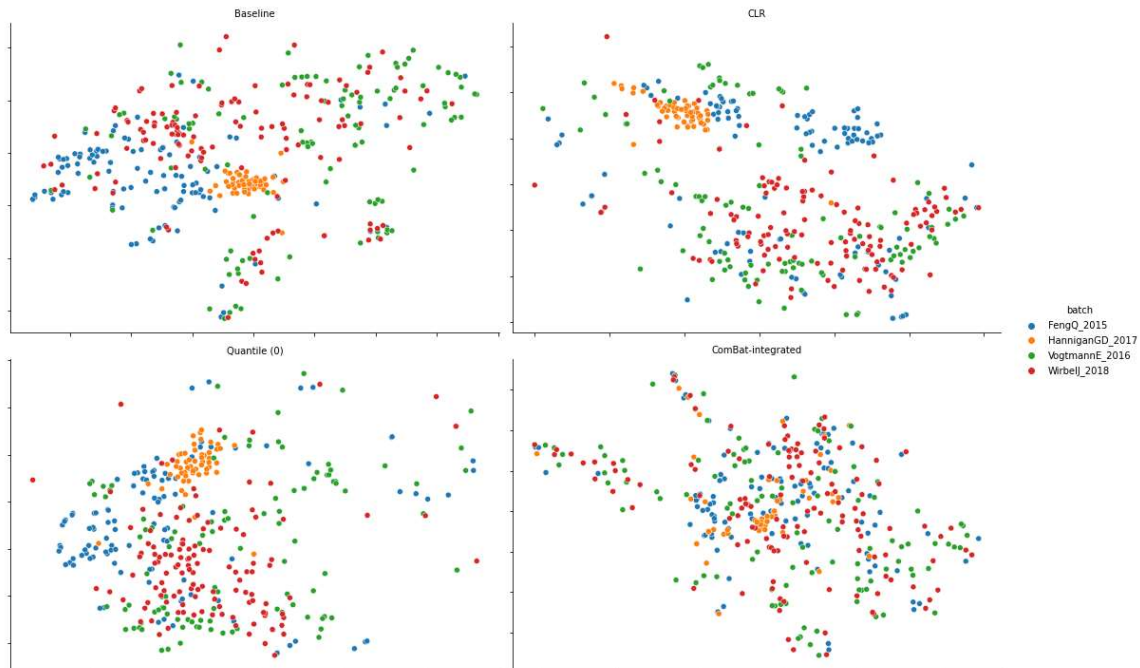 Baseline
CLR
Quantile (0)
ComBat-integrated
batch
FengQ_2015
HanniganGD_2017
VogtmannE_2016
WirbelJ_2018